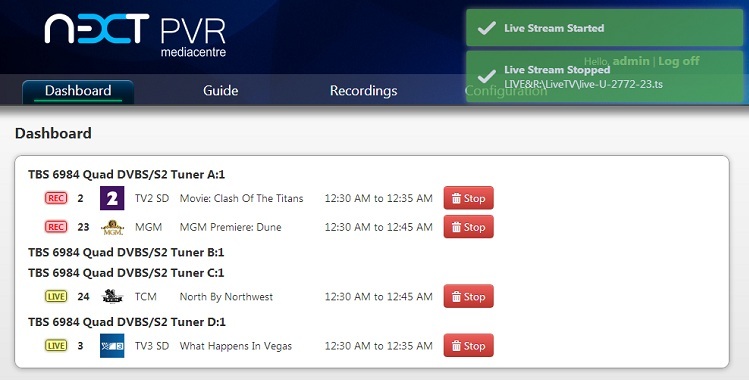 NEXT PVR
mediacentre
Live Stream Started
Hello, admin | Log off
Live Stream Stopped
LIVE&R:\LiveTV\live-U-2772-23.ts
Dashboard
Guide
Recordings
Configuration
Dashboard
TBS 6984 Quad DVBS/S2 Tuner A:1
REC 2 2 TV2 SD Movie: Clash Of The Titans 12:30 AM to 12:35 AM Stop
REC 23 MGM MGM MGM Premiere: Dune 12:30 AM to 12:45 AM Stop
TBS 6984 Quad DVBS/S2 Tuner B:1
TBS 6984 Quad DVBS/S2 Tuner C:1
LIVE 24 TCM North By Northwest 12:30 AM to 12:45 AM Stop
TBS 6984 Quad DVBS/S2 Tuner D:1
LIVE 3 3 TV3 SD What Happens In Vegas 12:30 AM to 12:35 AM Stop